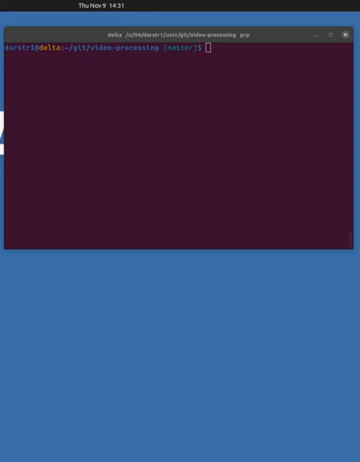 Thu Nov 9 14:31
delta /u/04/darstr1/unix/git/video-processing prp
darstr1@delta:~/git/video-processing (master)$